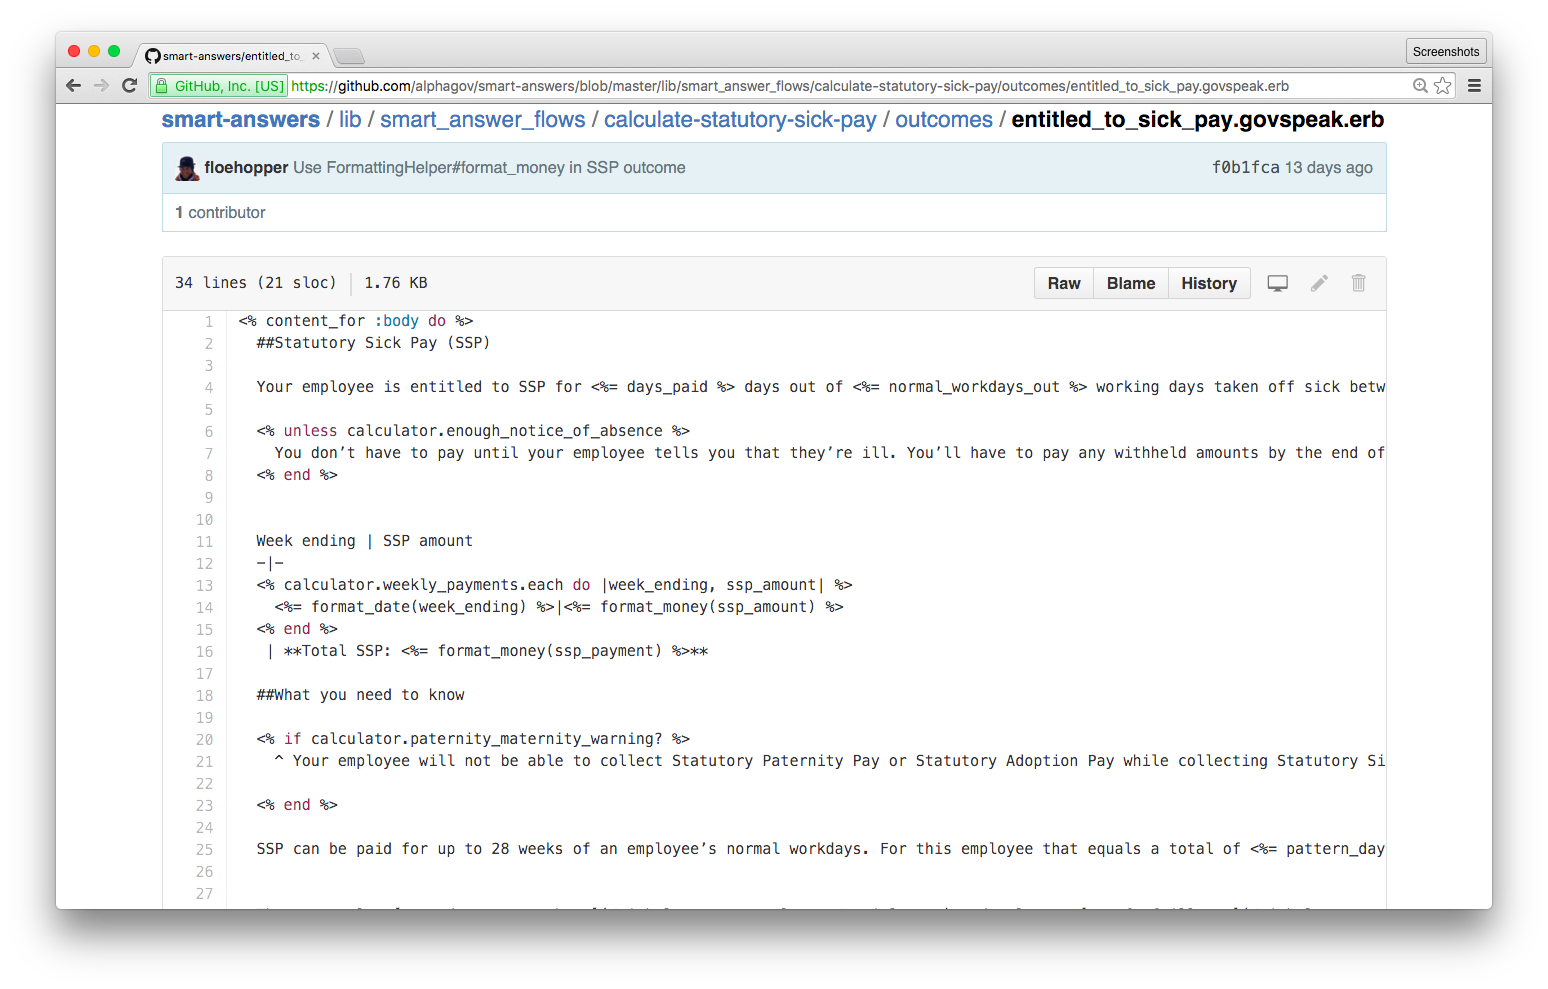 smart-answers/entitled_to_
Screenshots
GitHub, Inc. [US] https://github.com/alphagov/smart-answers/blob/master/lib/smart_answer_flows/calculate-statutory-sick-pay/outcomes/entitled_to_sick_pay.govspeak.erb
smart-answers / lib / smart_answer_flows / calculate-statutory-sick-pay / outcomes / entitled_to_sick_pay.govspeak.erb
floehopper Use FormattingHelper#format_money in SSP outcome f0b1fca 13 days ago
1 contributor
34 lines (21 sloc) 1.76 KB Raw Blame History
1 <% content_for :body do %>
2 ##Statutory Sick Pay (SSP)
3
4 Your employee is entitled to SSP for <%= days_paid %> days out of <%= normal_workdays_out %> working days taken off sick betw
5
6 <% unless calculator.enough_notice_of_absence %>
7 You don’t have to pay until your employee tells you that they’re ill. You’ll have to pay any withheld amounts by the end of
8 <% end %>
9
10
11 Week ending | SSP amount
12 -|-
13 <% calculator.weekly_payments.each do |week_ending, ssp_amount| %>
14 <%= format_date(week_ending) %>|<%= format_money(ssp_amount) %>
15 <% end %>
16 | **Total SSP: <%= format_money(ssp_payment) %>**
17
18 ##What you need to know
19
20 <% if calculator.paternity_maternity_warning? %>
21 ^ Your employee will not be able to collect Statutory Paternity Pay or Statutory Adoption Pay while collecting Statutory Si
22
23 <% end %>
24
25 SSP can be paid for up to 28 weeks of an employee’s normal workdays. For this employee that equals a total of <%= pattern_day
26
27